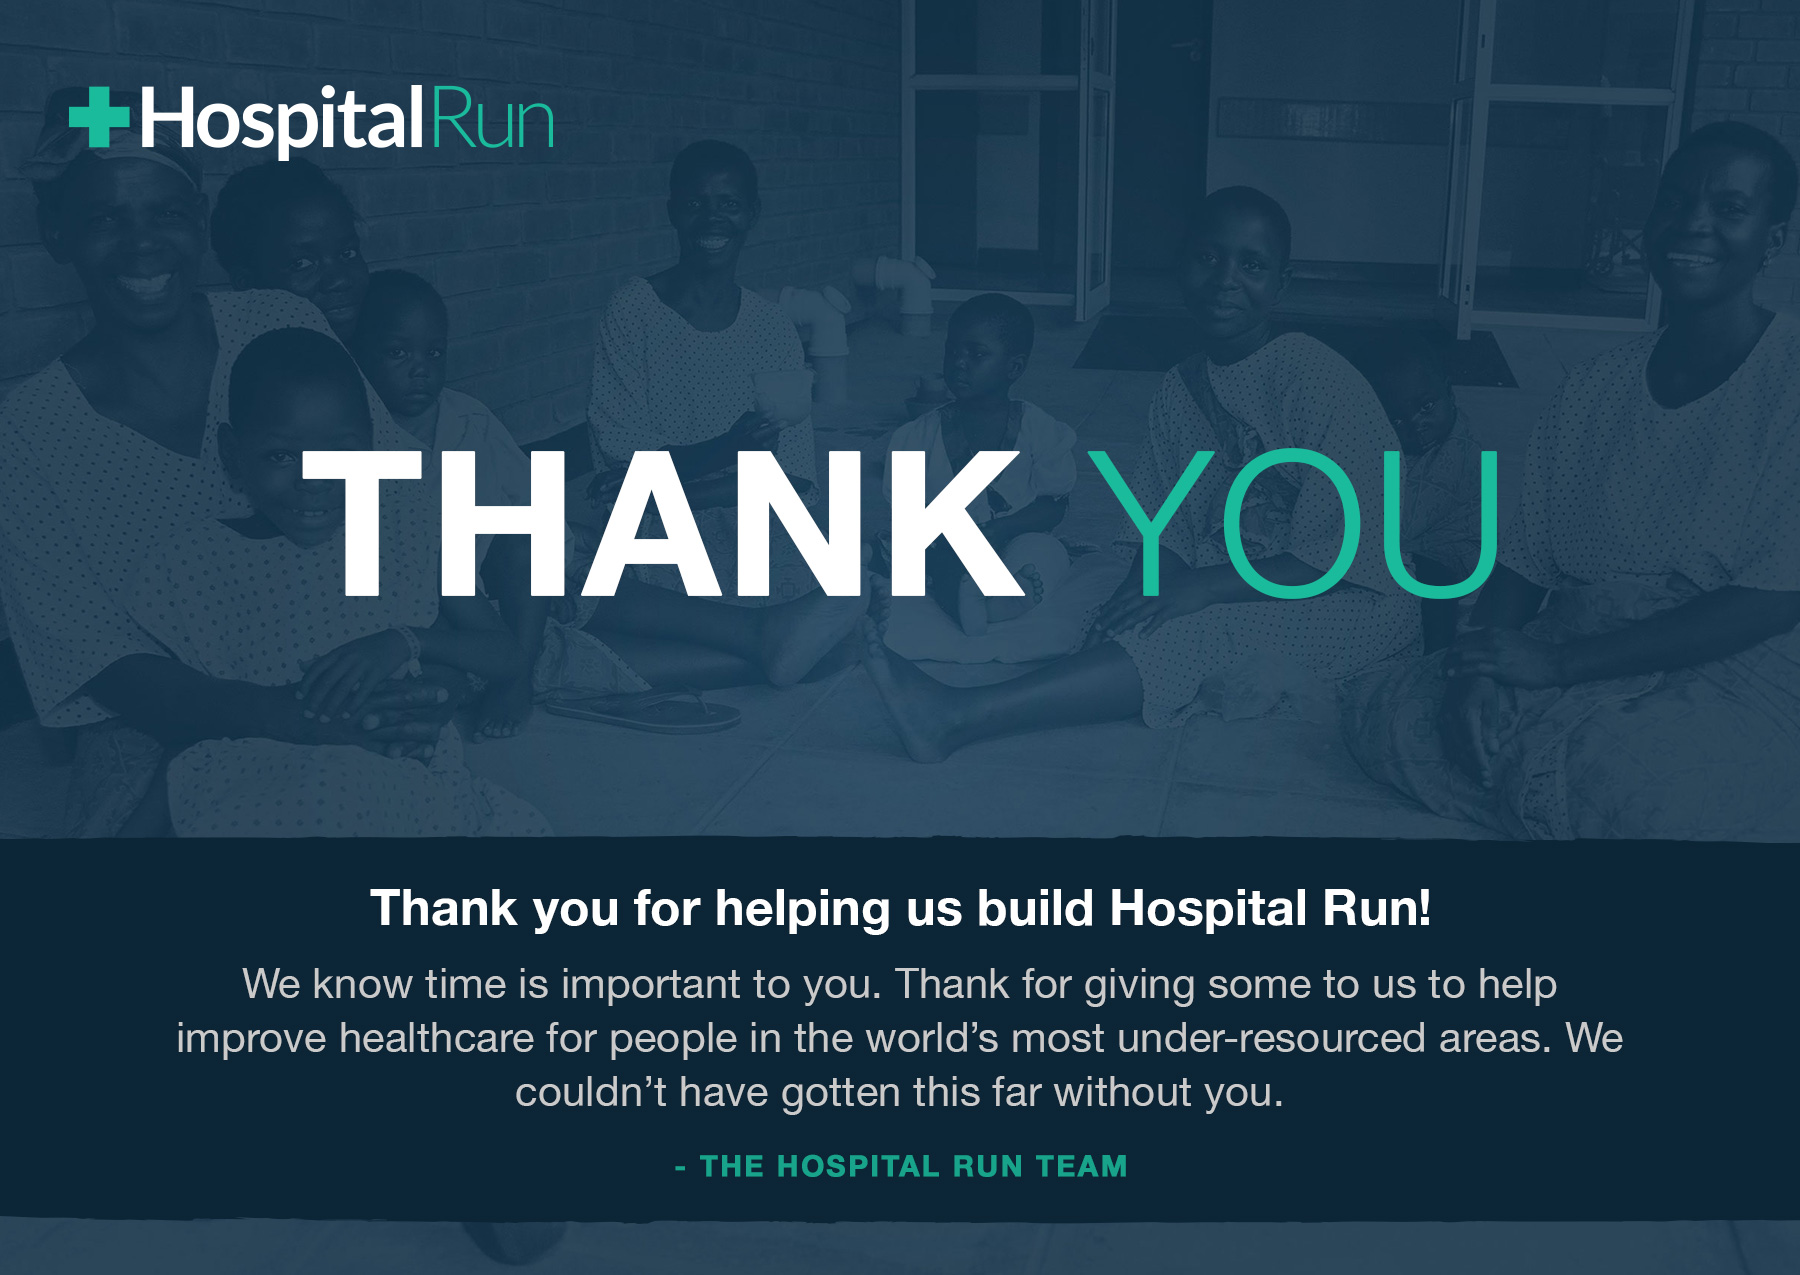 HospitalRun
THANK YOU
Thank you for helping us build Hospital Run!
We know time is important to you. Thank for giving some to us to help
improve healthcare for people in the world’s most under-resourced areas. We
couldn’t have gotten this far without you.
- THE HOSPITAL RUN TEAM